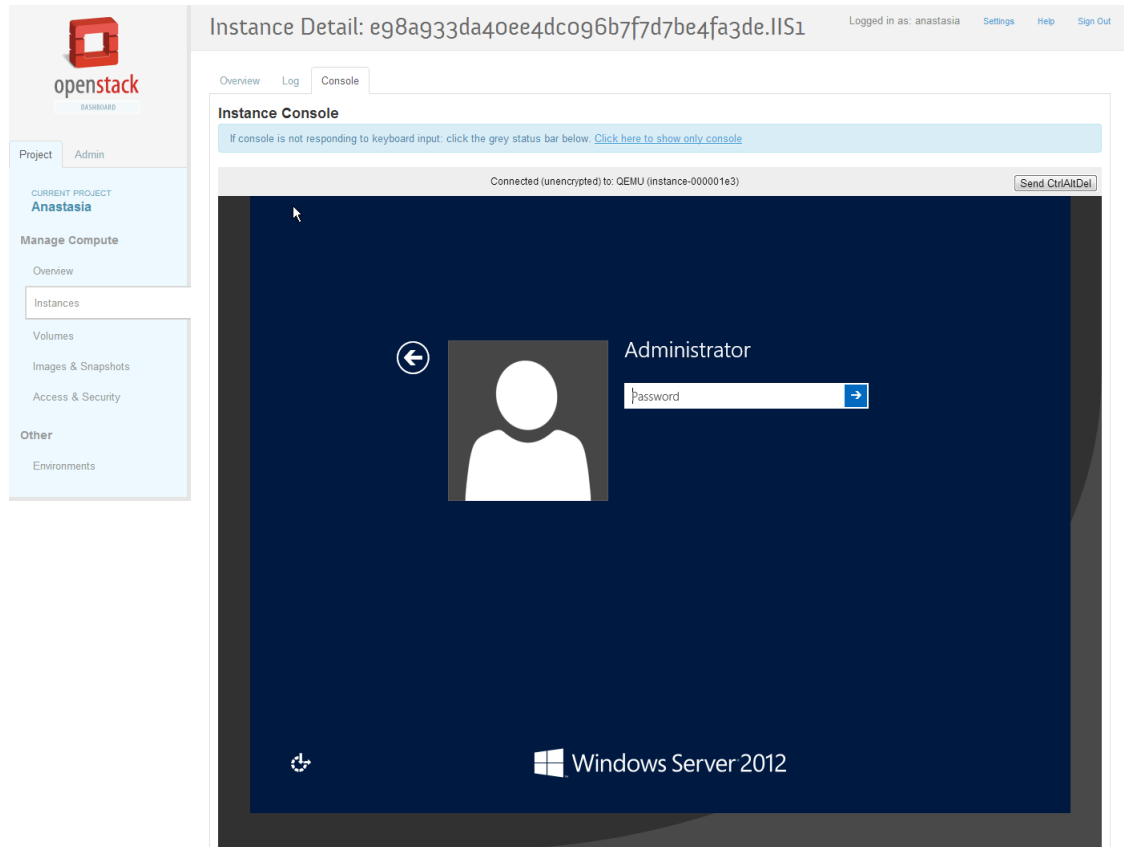 Instance Detail: e98a933da40ee4dc096b7f7d7be4fa3de.IIS1
Logged in as: anastasia Settings Help Sign Out
openstack
DASHBOARD
Project Admin
CURRENT PROJECT
Anastasia
Manage Compute
Overview
Instances
Volumes
Images & Snapshots
Access & Security
Other
Environments
Overview Log Console
Instance Console
If console is not responding to keyboard input: click the grey status bar below. Click here to show only console
Connected (unencrypted) to: QEMU (instance-000001e3)
Send CtrlAltDel
Administrator
Password
Windows Server 2012